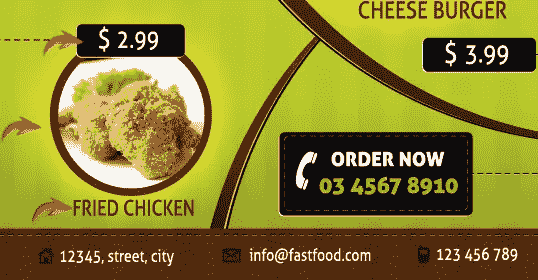 CHEESE BURGER
$ 2.99
$ 3.99
ORDER NOW
03 4567 8910
FRIED CHICKEN
12345, street, city
info@fastfood.com
123 456 789